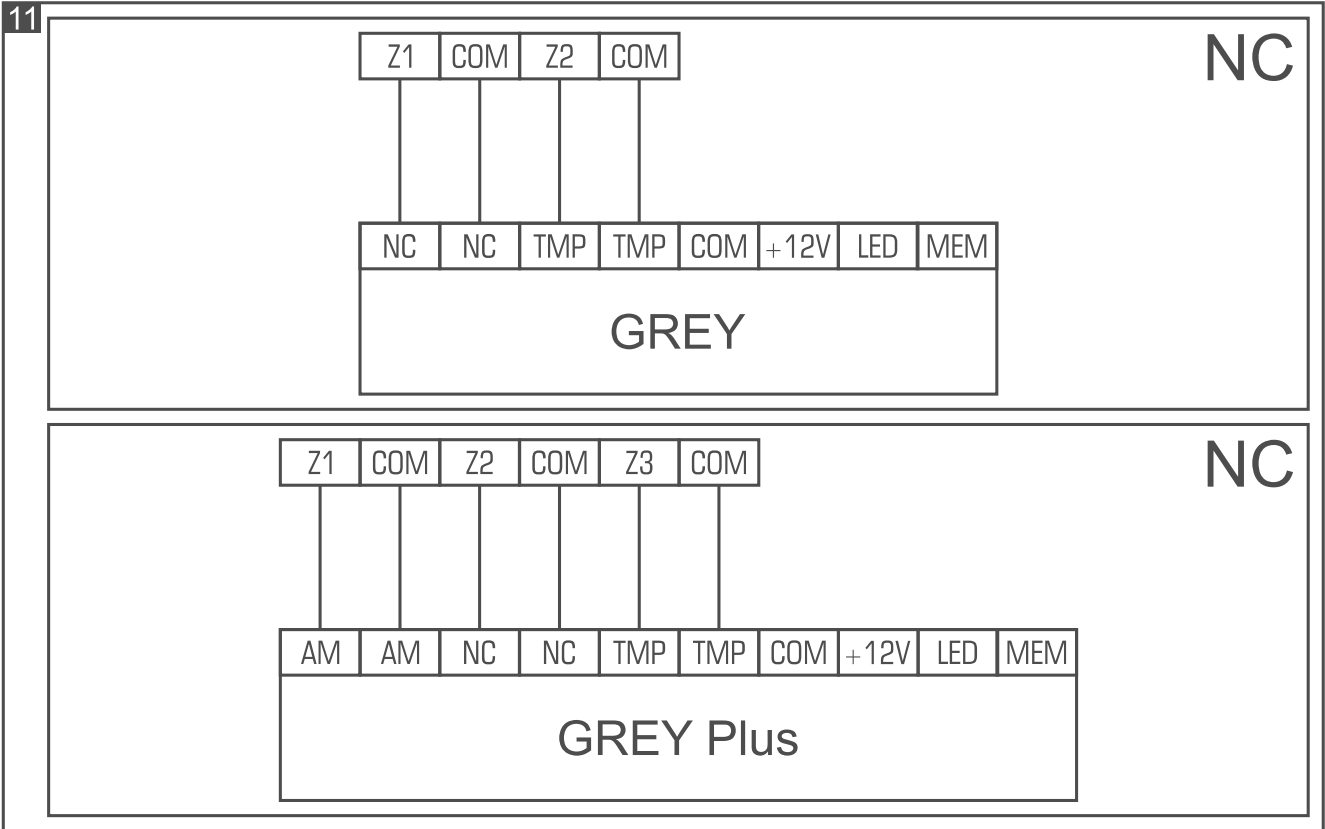 11
NC
Z1 COM Z2 COM
NC NC TMP TMP COM +12V LED MEM
GREY
NC
Z1 COM Z2 COM Z3 COM
AM AM NC NC TMP TMP COM +12V LED MEM
GREY Plus